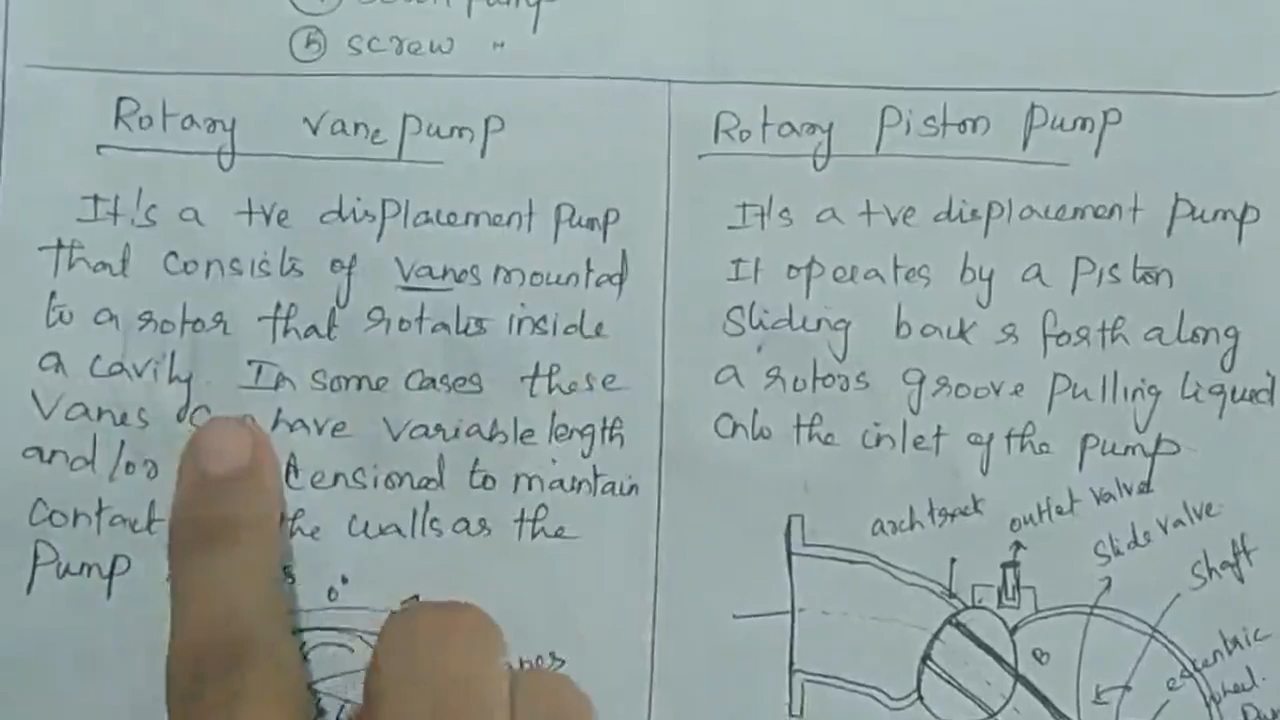 pump
⑤ screw "
Rotary vane pump
It's a +ve displacement pump
that consists of vanes mounted
to a rotor that rotates inside
a cavity. In some cases these
vanes have variable length
and/or tensioned to maintain
contact the walls as the
pump
0°
Rotary Piston Pump
It's a +ve displacement pump
It operates by a piston
sliding back & forth along
a rotors groove pulling liquid
onto the inlet of the pump
outlet valve
slide valve
shaft
B